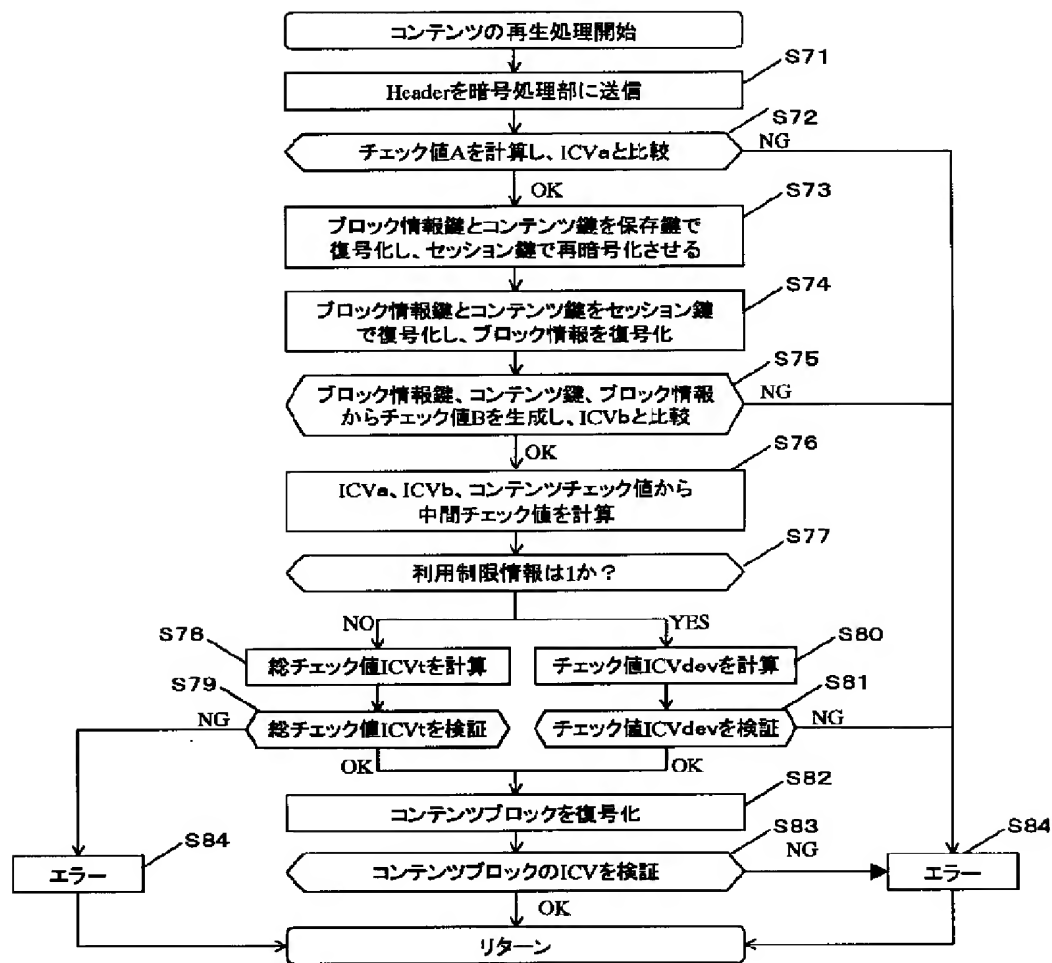 コンテンツの再生処理開始
S71
Headerを暗号処理部に送信
S72
チェック値Aを計算し、ICVaと比較
NG
OK
S73
ブロック情報鍵とコンテンツ鍵を保存鍵で
復号化し、セッション鍵で再暗号化させる
S74
ブロック情報鍵とコンテンツ鍵をセッション鍵
で復号化し、ブロック情報を復号化
S75
ブロック情報鍵、コンテンツ鍵、ブロック情報
からチェック値Bを生成し、ICVbと比較
NG
OK
S76
ICVa、ICVb、コンテンツチェック値から
中間チェック値を計算
S77
利用制限情報は1か？
NO
YES
S78
総チェック値ICVtを計算
S80
チェック値ICVdevを計算
S79
NG
総チェック値ICVtを検証
S81
チェック値ICVdevを検証
NG
OK
OK
S82
コンテンツブロックを復号化
S83
コンテンツブロックのICVを検証
NG
S84
エラー
S84
エラー
OK
リターン